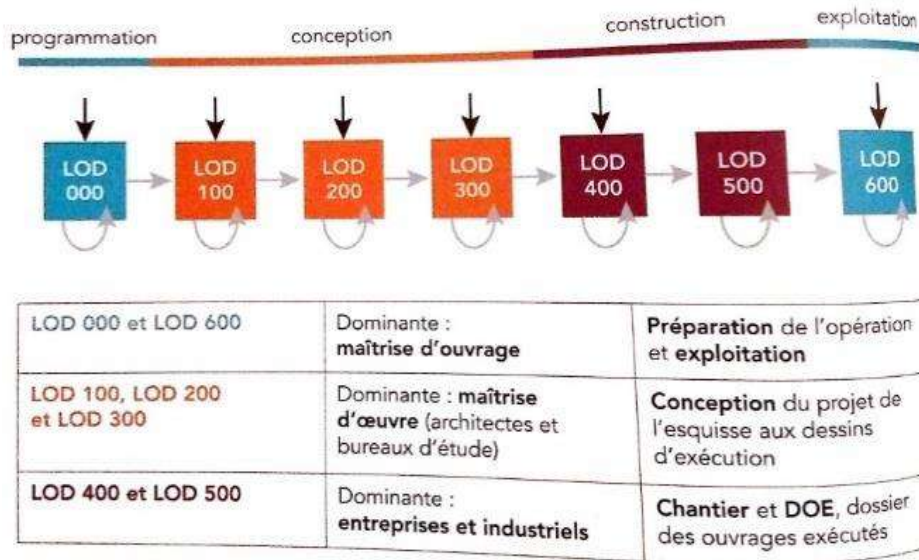 programmation
conception
construction
exploitation
LOD
000
LOD
100
LOD
200
LOD
300
LOD
400
LOD
500
LOD
600
LOD 000 et LOD 600
Dominante :
maîtrise d'ouvrage
Préparation de l'opération
et exploitation
LOD 100, LOD 200
et LOD 300
Dominante : maîtrise
d'œuvre (architectes et
bureaux d'étude)
Conception du projet de
l'esquisse aux dessins
d'exécution
LOD 400 et LOD 500
Dominante :
entreprises et industriels
Chantier et DOE, dossier
des ouvrages exécutés